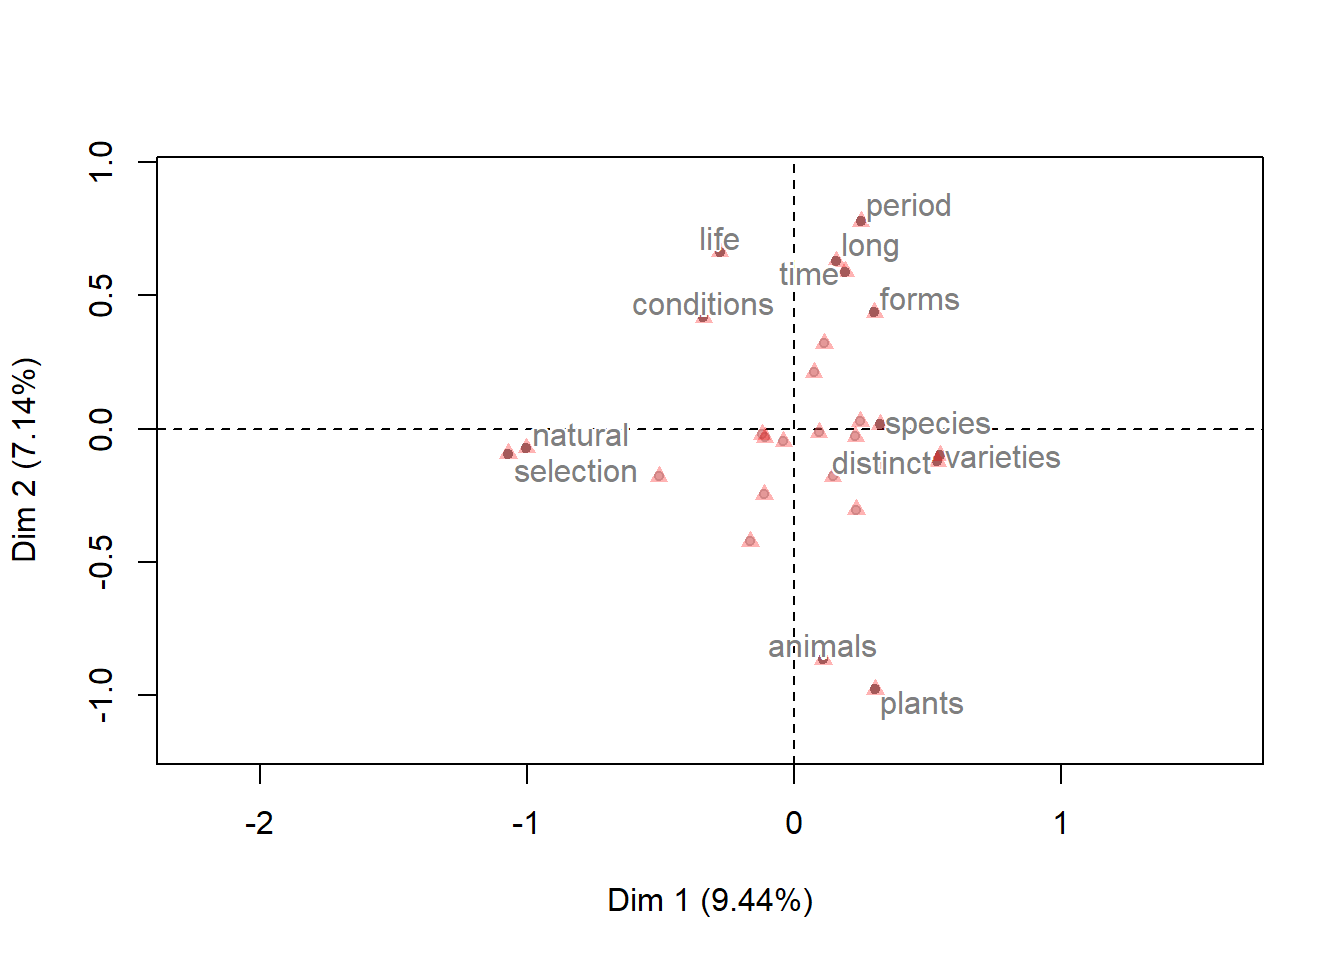 1.0
0.5
0.0
-0.5
-1.0
Dim 2 (7.14%)
period
life
long
time
forms
conditions
species
natural
varieties
distinct
selection
animals
plants
-2
-1
0
1
Dim 1 (9.44%)